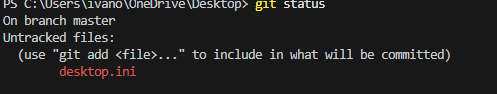 PS C:\Users\ivano\OneDrive\Desktop> git status
On branch master
Untracked files:
  (use "git add <file>..." to include in what will be committed)
        desktop.ini